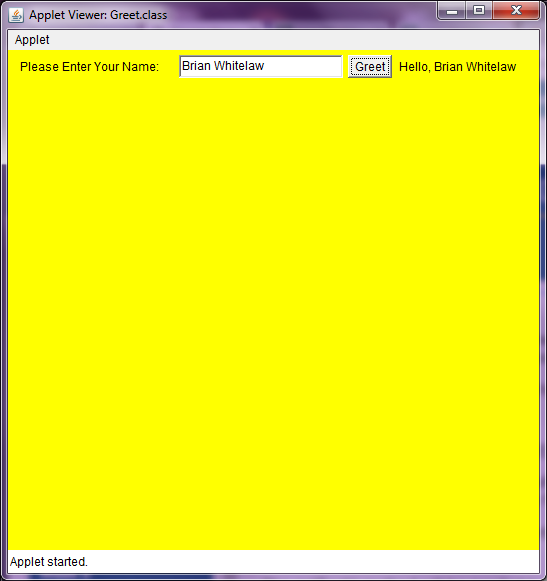 Applet Viewer: Greet.class
Applet
Please Enter Your Name: Brian Whitelaw Greet Hello, Brian Whitelaw
Applet started.